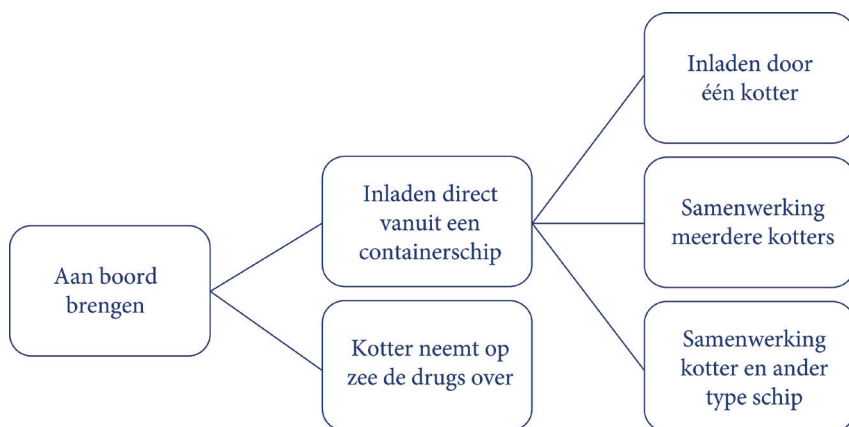 Aan boord
brengen
Inladen direct
vanuit een
containerschip
Kotter neemt op
zee de drugs over
Inladen door
één kotter
Samenwerking
meerdere kotters
Samenwerking
kotter en ander
type schip